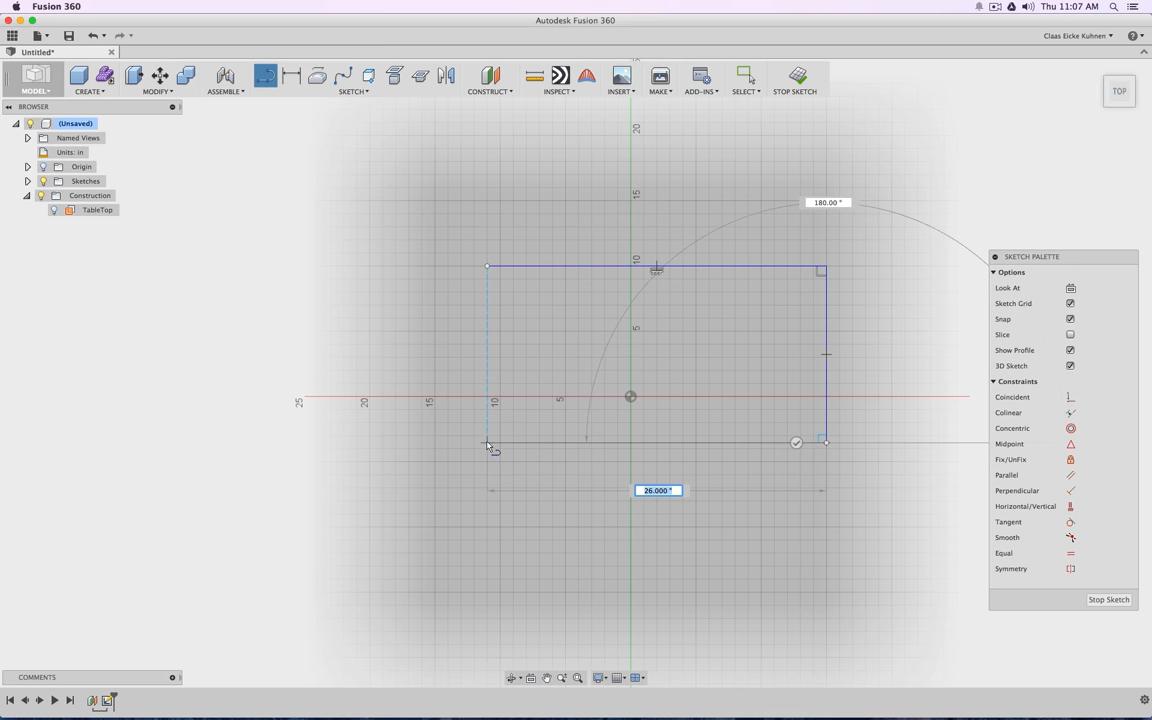 Fusion 360
Thu 11:07 AM
Autodesk Fusion 360
Claas Eicke Kuhnen
Untitled*
MODEL
CREATE
MODIFY
ASSEMBLE
SKETCH
CONSTRUCT
INSPECT
INSERT
MAKE
ADD-INS
SELECT
STOP SKETCH
TOP
BROWSER
(Unsaved)
Named Views
Units: in
Origin
Sketches
Construction
TableTop
20
15
10
5
25
20
15
10
5
180.00 °
26.000 "
SKETCH PALETTE
Options
Look At
Sketch Grid
Snap
Slice
Show Profile
3D Sketch
Constraints
Coincident
Colinear
Concentric
Midpoint
Fix/UnFix
Parallel
Perpendicular
Horizontal/Vertical
Tangent
Smooth
Equal
Symmetry
Stop Sketch
COMMENTS